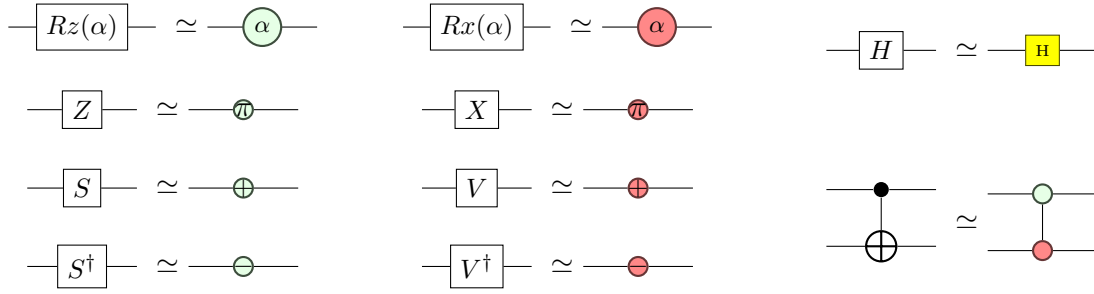 Rz(α) ≃ α
Rx(α) ≃ α
H ≃ H
Z ≃ π
X ≃ π
S ≃ +
V ≃ +
≃
S† ≃ −
V† ≃ −